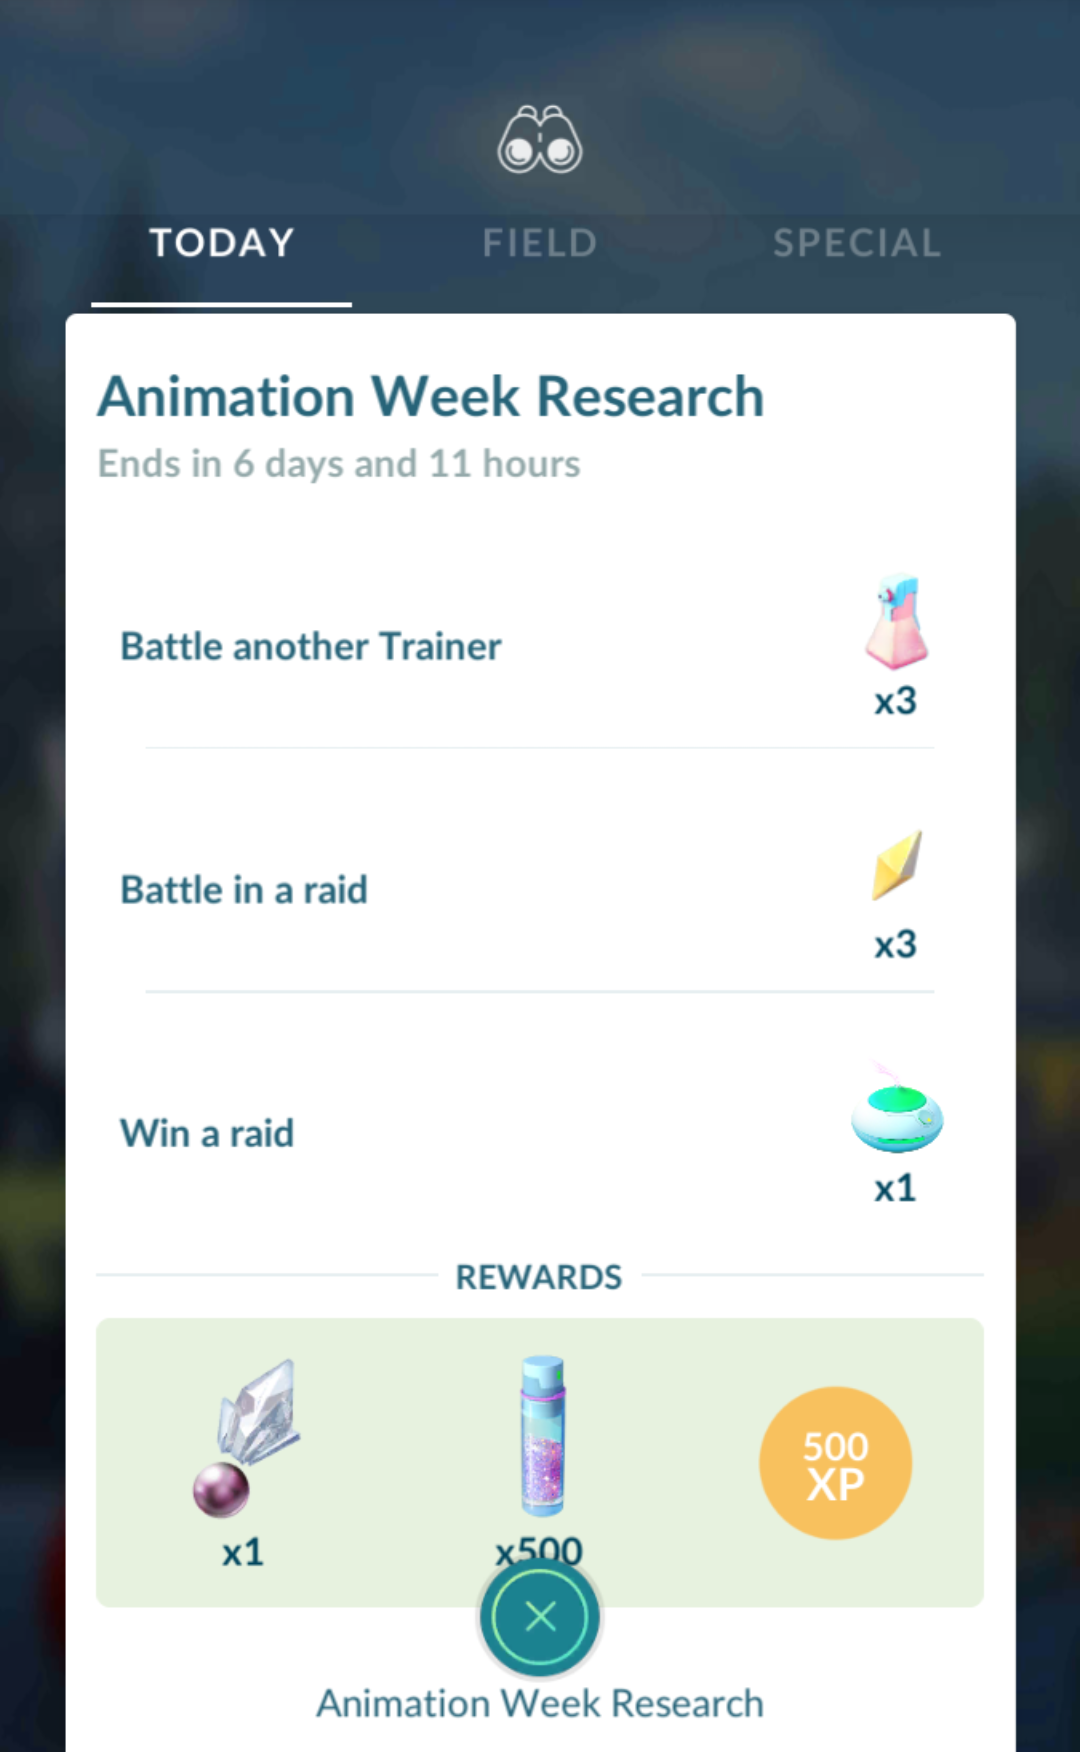 TODAY
FIELD
SPECIAL
Animation Week Research
Ends in 6 days and 11 hours
Battle another Trainer
x3
Battle in a raid
x3
Win a raid
x1
REWARDS
500
XP
x1
x500
Animation Week Research